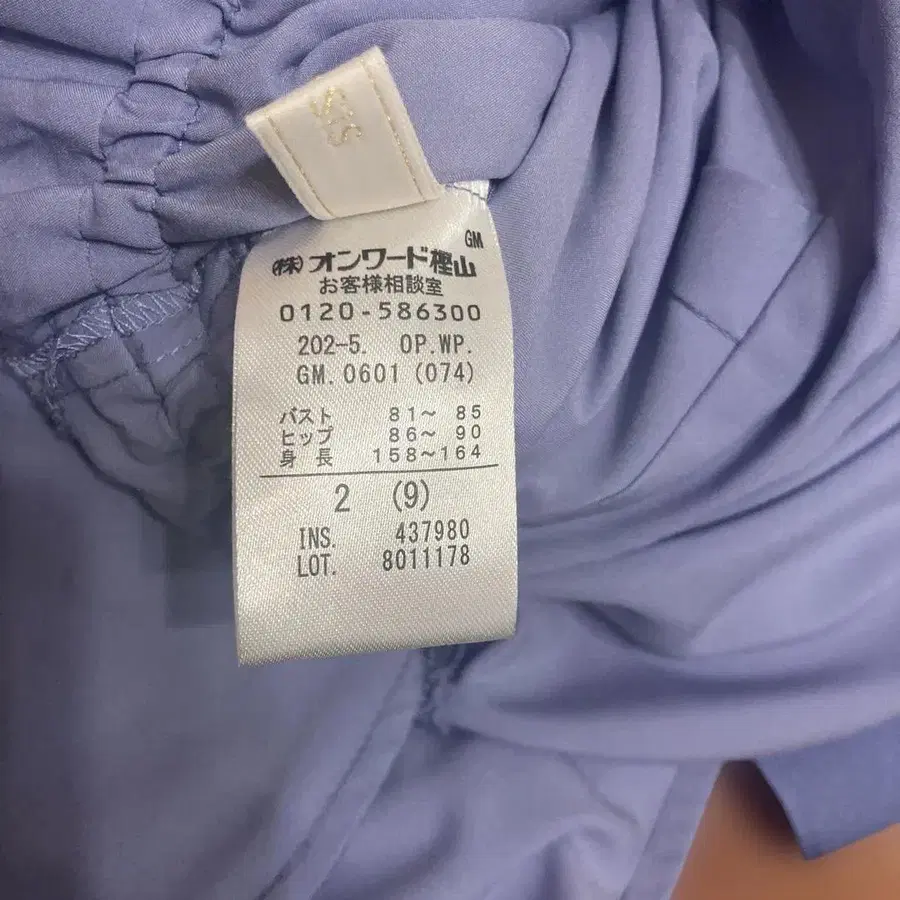 SiS
GM
(株)オンワード樫山
お客様相談室
0120-586300
202-5. OP.WP.
GM.0601(074)
バスト 81〜 85
ヒップ 86〜 90
身 長 158〜164
2 (9)
INS. 437980
LOT. 8011178